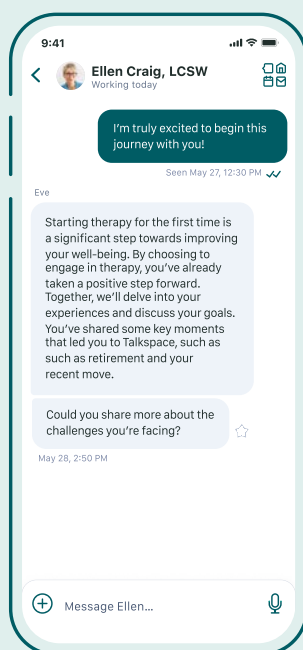 9:41
Ellen Craig, LCSW
Working today
I'm truly excited to begin this
journey with you!
Seen May 27, 12:30 PM
Eve
Starting therapy for the first time is
a significant step towards improving
your well-being. By choosing to
engage in therapy, you've already
taken a positive step forward.
Together, we'll delve into your
experiences and discuss your goals.
You've shared some key moments
that led you to Talkspace, such as
such as retirement and your
recent move.
Could you share more about the
challenges you're facing?
May 28, 2:50 PM
Message Ellen...